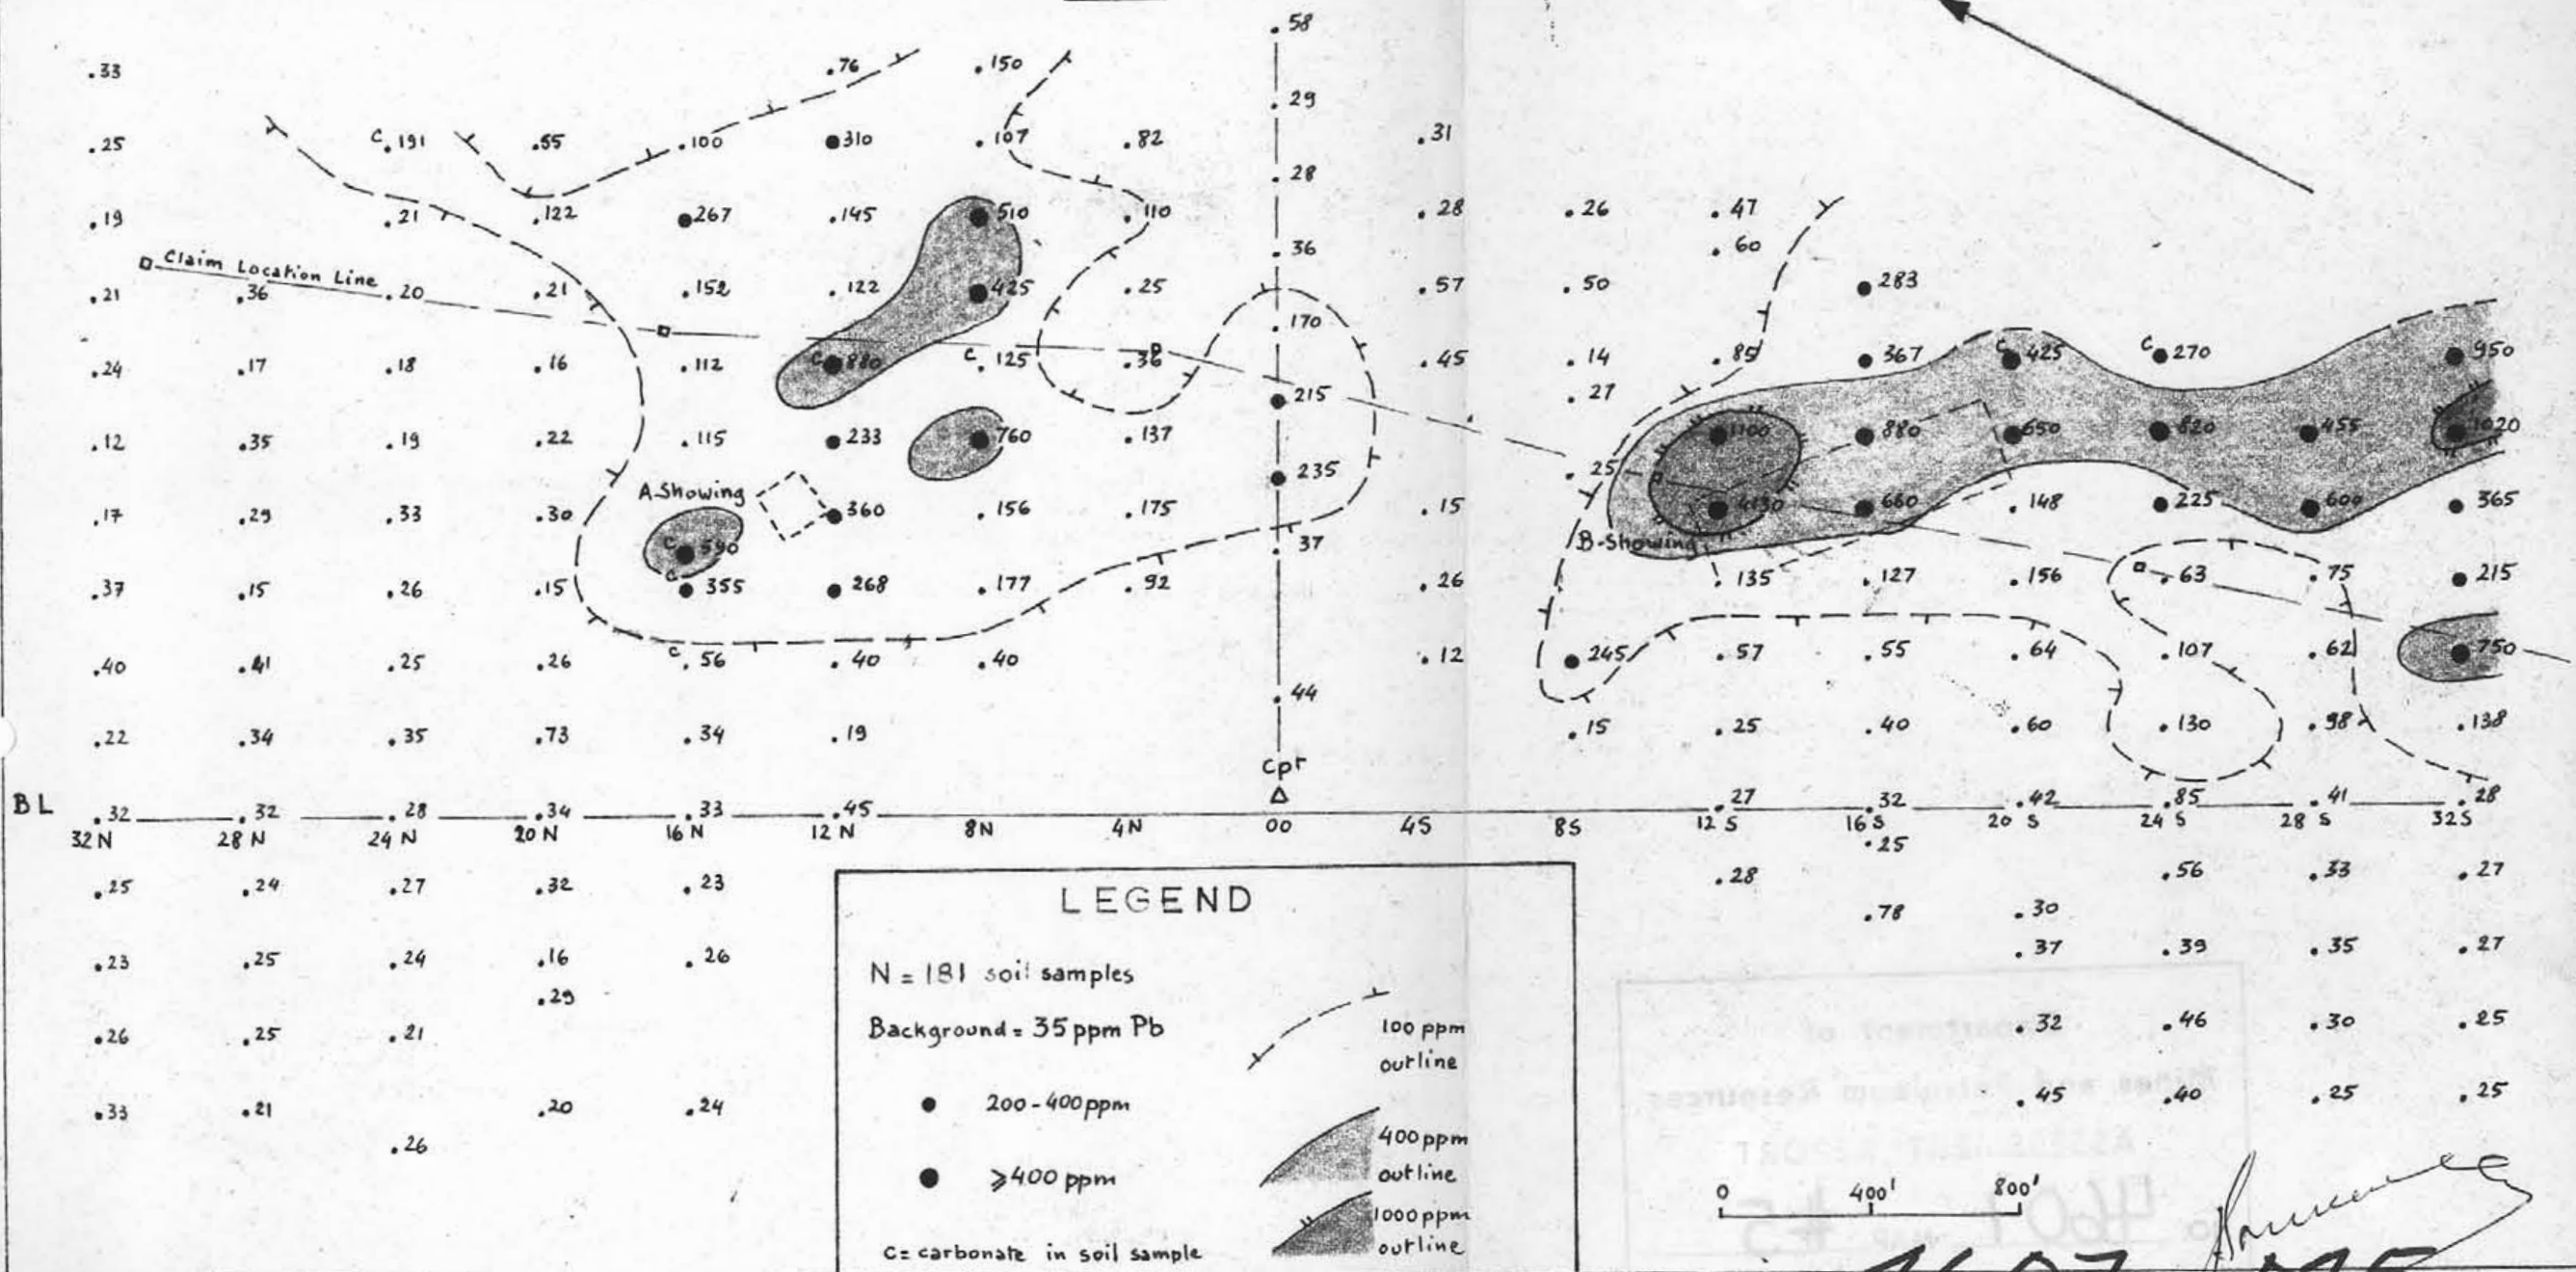 .58
.33 .76 .150
.29
.25 C.191 .55 .100 310 .107 .82 .31
.28
.19 .21 .122 267 .145 510 .110 .28 .26 .47
.36 .60
Claim Location Line
.21 .36 .20 .21 .152 .122 425 .25 .57 .50 283
.170
.24 .17 .18 .16 .112 C 880 C. 125 .36 .45 .14 .85 367 C 425 C 270 950
215 .27
.12 .35 .19 .22 .115 233 760 .137 1100 880 650 820 455 1020
235 .25
A-Showing
.17 .29 .33 .30 360 .156 .175 .15 4130 660 .148 225 600 365
C 590 .37 B-Showing
C
.37 .15 .26 .15 355 268 .177 .92 .26 .135 .127 .156 .63 .75 215
.40 .41 .25 .26 C. 56 .40 .40 .12 245 .57 .55 .64 .107 .62 750
.44
.22 .34 .35 .73 .34 .19 .15 .25 .40 .60 .130 .98 .138
Cpt
BL .32 .32 .28 .34 .33 .45 .27 .32 .42 .85 .41 .28
32 N 28 N 24 N 20 N 16 N 12 N 8N 4N 00 4S 8S 12 S 16 S 20 S 24 S 28 S 32S
.25
.25 .24 .27 .32 .23 .28 .56 .33 .27
.78 .30
.23 .25 .24 .16 .26 .37 .39 .35 .27
.29
.26 .25 .21 .32 .46 .30 .25
.33 .21 .20 .24 .45 .40 .25 .25
.26
LEGEND
N = 181 soil samples
Background = 35 ppm Pb
100 ppm
outline
200-400 ppm
400 ppm
outline
⩾400 ppm
1000 ppm
outline
C= carbonate in soil sample
0 400' 800'